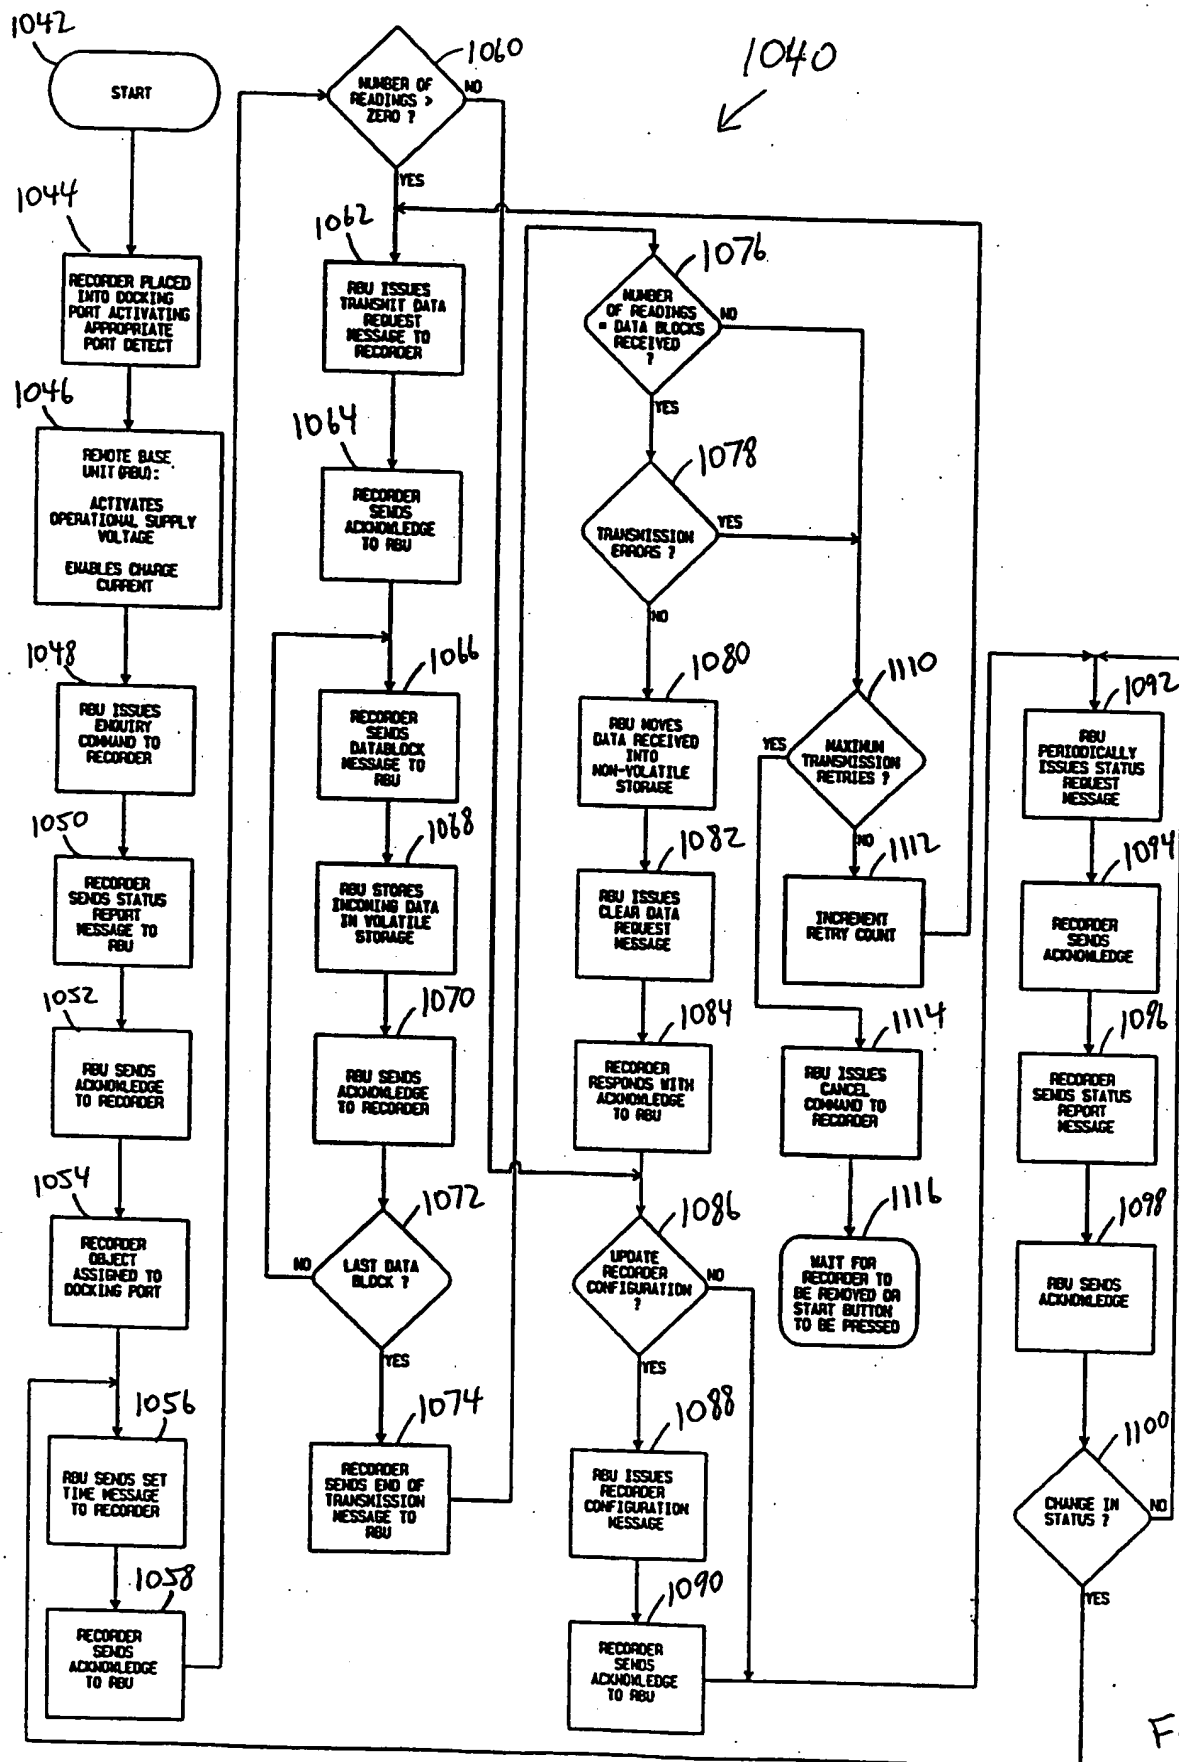 1042
START
1044
RECORDER PLACED
INTO DOCKING
PORT ACTIVATING
APPROPRIATE
PORT DETECT
1046
REMOTE BASE
UNIT(RBU):
ACTIVATES
OPERATIONAL SUPPLY
VOLTAGE
ENABLES CHARGE
CURRENT
1048
RBU ISSUES
ENQUIRY
COMMAND TO
RECORDER
1050
RECORDER
SENDS STATUS
REPORT
MESSAGE TO
RBU
1052
RBU SENDS
ACKNOWLEDGE
TO RECORDER
1054
RECORDER
OBJECT
ASSIGNED TO
DOCKING PORT
1056
RBU SENDS SET
TIME MESSAGE
TO RECORDER
1058
RECORDER
SENDS
ACKNOWLEDGE
TO RBU
1060
NUMBER OF
READINGS >
ZERO ?
NO
YES
1062
RBU ISSUES
TRANSMIT DATA
REQUEST
MESSAGE TO
RECORDER
1064
RECORDER
SENDS
ACKNOWLEDGE
TO RBU
1066
RECORDER
SENDS
DATABLOCK
MESSAGE TO
RBU
1068
RBU STORES
INCOMING DATA
IN VOLATILE
STORAGE
1070
RBU SENDS
ACKNOWLEDGE
TO RECORDER
1072
LAST DATA
BLOCK ?
NO
YES
1074
RECORDER
SENDS END OF
TRANSMISSION
MESSAGE TO
RBU
1040
1076
NUMBER
OF READINGS
= DATA BLOCKS
RECEIVED
?
NO
YES
1078
TRANSMISSION
ERRORS ?
YES
NO
1080
RBU MOVES
DATA RECEIVED
INTO
NON-VOLATILE
STORAGE
1082
RBU ISSUES
CLEAR DATA
REQUEST
MESSAGE
1084
RECORDER
RESPONDS WITH
ACKNOWLEDGE
TO RBU
1086
UPDATE
RECORDER
CONFIGURATION
?
NO
YES
1088
RBU ISSUES
RECORDER
CONFIGURATION
MESSAGE
1090
RECORDER
SENDS
ACKNOWLEDGE
TO RBU
1110
MAXIMUM
TRANSMISSION
RETRIES ?
YES
NO
1112
INCREMENT
RETRY COUNT
1114
RBU ISSUES
CANCEL
COMMAND TO
RECORDER
1116
WAIT FOR
RECORDER TO
BE REMOVED OR
START BUTTON
TO BE PRESSED
1092
RBU
PERIODICALLY
ISSUES STATUS
REQUEST
MESSAGE
1094
RECORDER
SENDS
ACKNOWLEDGE
1096
RECORDER
SENDS STATUS
REPORT
MESSAGE
1098
RBU SENDS
ACKNOWLEDGE
1100
CHANGE IN
STATUS ?
NO
YES